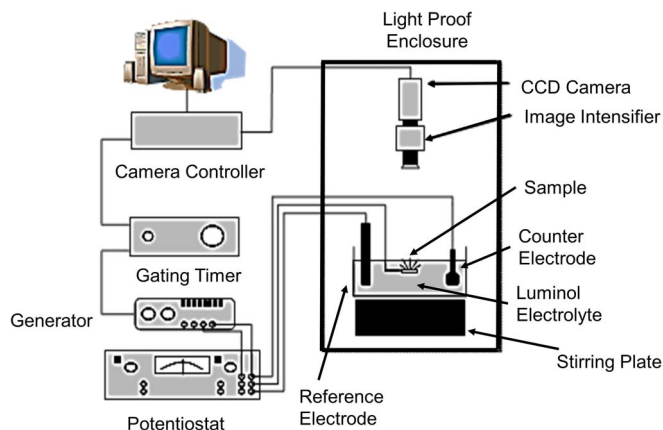 Light Proof
Enclosure
CCD Camera
Image Intensifier
Camera Controller
Sample
Counter
Electrode
Gating Timer
Luminol
Electrolyte
Generator
Stirring Plate
Reference
Electrode
Potentiostat